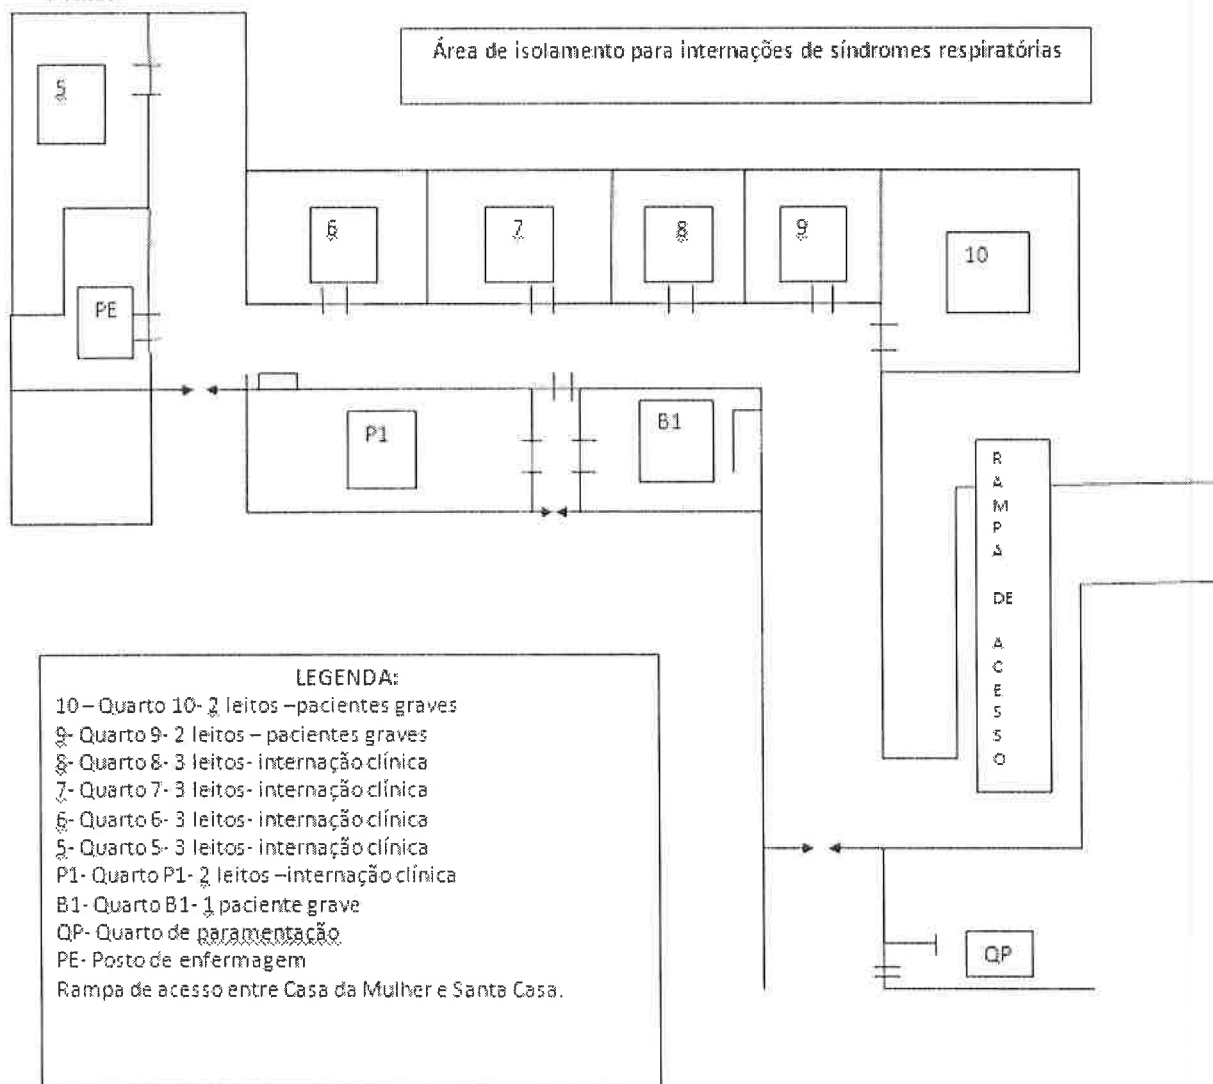 Área de isolamento para internações de síndromes respiratórias
5
6
7
8
9
10
PE
P1
B1
RAMPA DE ACESSO
LEGENDA:
10 – Quarto 10- 2 leitos –pacientes graves
9- Quarto 9- 2 leitos – pacientes graves
8- Quarto 8- 3 leitos- internação clínica
7- Quarto 7- 3 leitos- internação clínica
6- Quarto 6- 3 leitos- internação clínica
5- Quarto 5- 3 leitos- internação clínica
P1- Quarto P1- 2 leitos –internação clínica
B1- Quarto B1- 1 paciente grave
QP- Quarto de paramentação
PE- Posto de enfermagem
Rampa de acesso entre Casa da Mulher e Santa Casa.
QP